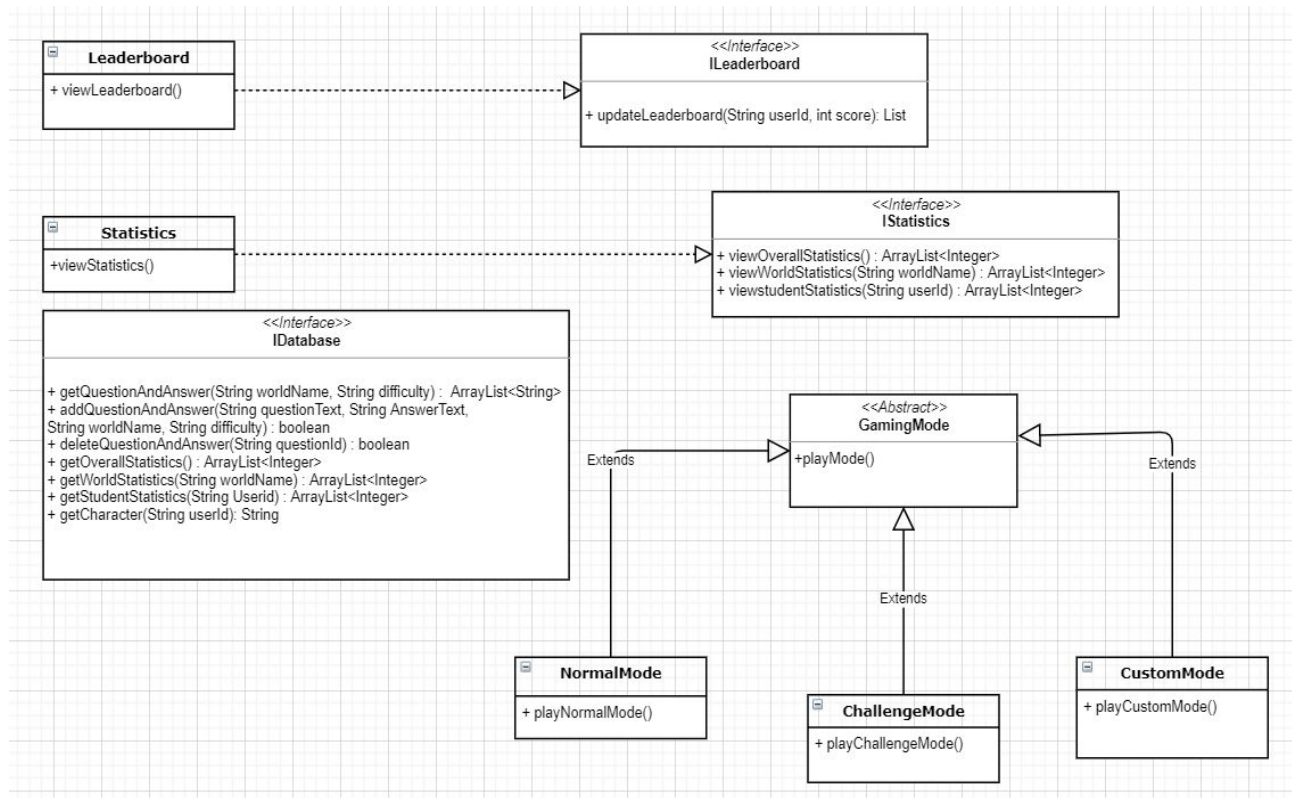 Leaderboard
+ viewLeaderboard()
<<Interface>>
ILeaderboard
+ updateLeaderboard(String userId, int score): List
Statistics
+viewStatistics()
<<Interface>>
IStatistics
+ viewOverallStatistics() : ArrayList<Integer>
+ viewWorldStatistics(String worldName) : ArrayList<Integer>
+ viewstudentStatistics(String userId) : ArrayList<Integer>
<<Interface>>
IDatabase
+ getQuestionAndAnswer(String worldName, String difficulty) : ArrayList<String>
+ addQuestionAndAnswer(String questionText, String AnswerText,
String worldName, String difficulty) : boolean
+ deleteQuestionAndAnswer(String questionId) : boolean
+ getOverallStatistics() : ArrayList<Integer>
+ getWorldStatistics(String worldName) : ArrayList<Integer>
+ getStudentStatistics(String Userid) : ArrayList<Integer>
+ getCharacter(String userId): String
<<Abstract>>
GamingMode
+playMode()
Extends
Extends
Extends
NormalMode
+ playNormalMode()
ChallengeMode
+ playChallengeMode()
CustomMode
+ playCustomMode()